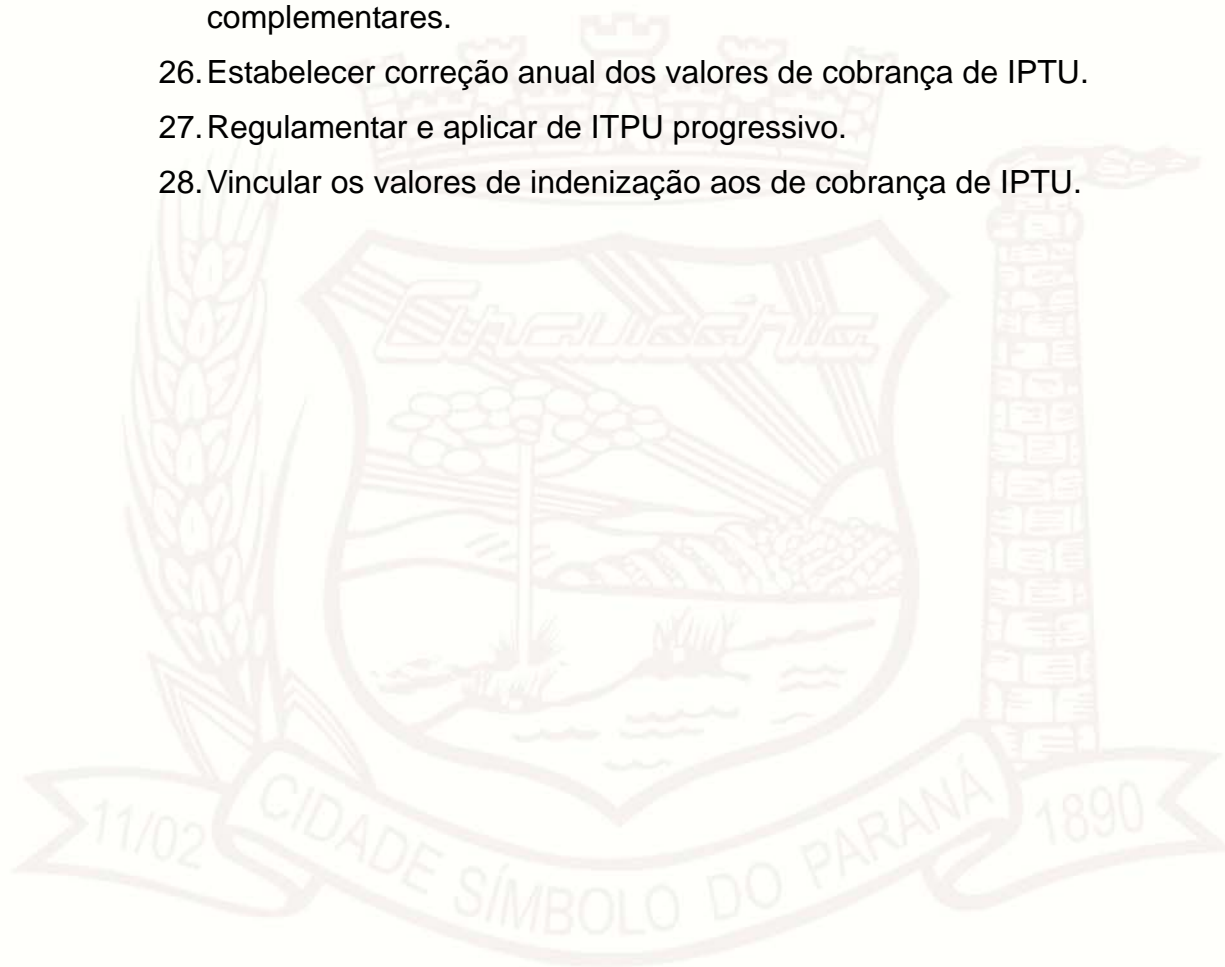 complementares.
26. Estabelecer correção anual dos valores de cobrança de IPTU.
27. Regulamentar e aplicar de ITPU progressivo.
28. Vincular os valores de indenização aos de cobrança de IPTU.
Araucária
11/02
CIDADE SÍMBOLO DO PARANÁ
1890